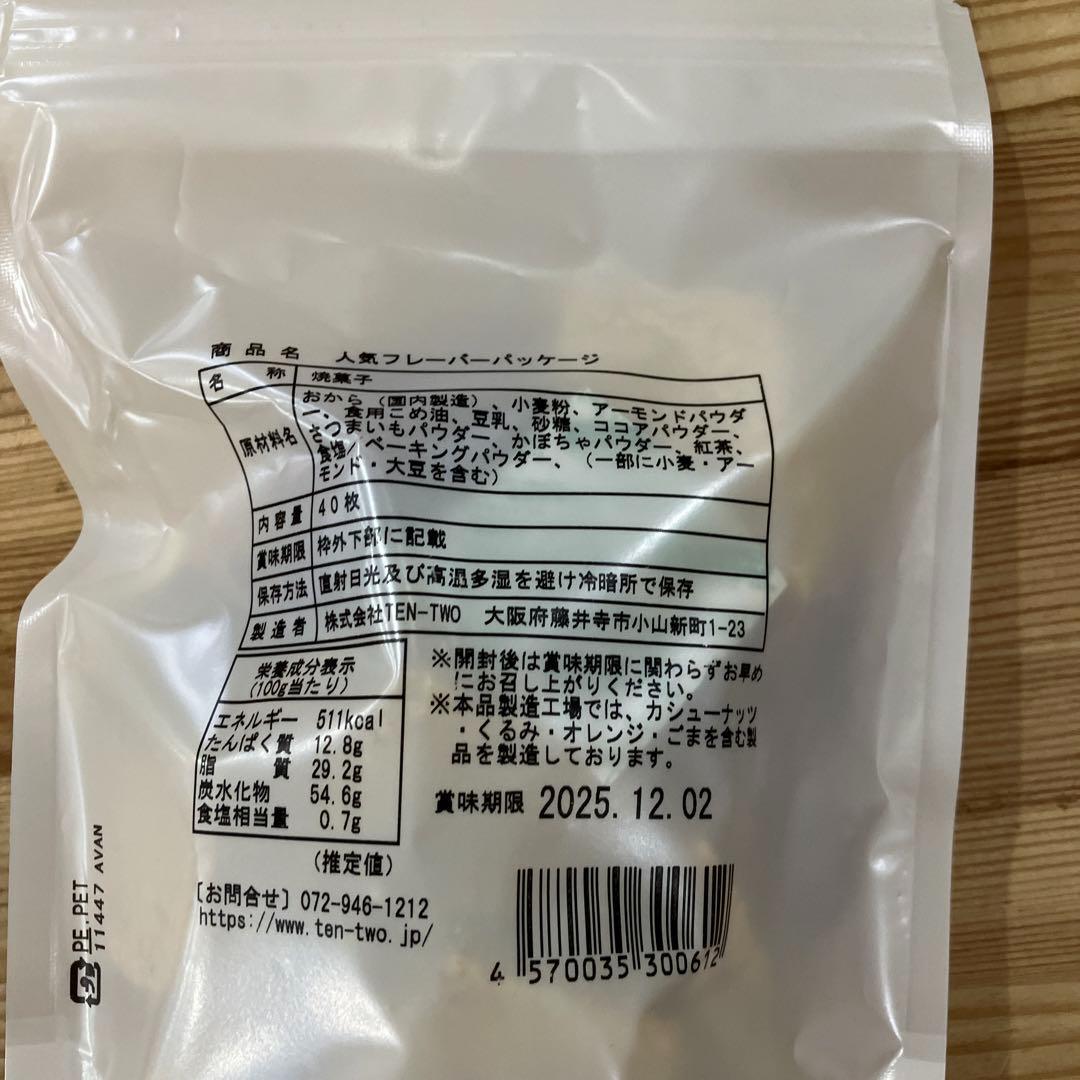 商品名 人気フレーバーパッケージ
名称 焼菓子
原材料名 おから（国内製造）、小麦粉、アーモンドパウダ
ー、食用こめ油、豆乳、砂糖、ココアパウダー、
さつまいもパウダー、かぼちゃパウダー、紅茶、
食塩/ベーキングパウダー、（一部に小麦・アー
モンド・大豆を含む）
内容量 40枚
賞味期限 枠外下部に記載
保存方法 直射日光及び高温多湿を避け冷暗所で保存
製造者 株式会社TEN-TWO 大阪府藤井寺市小山新町1-23
栄養成分表示
(100g当たり)
エネルギー 511kcal
たんぱく質 12.8g
脂質 29.2g
炭水化物 54.6g
食塩相当量 0.7g
(推定値)
※開封後は賞味期限に関わらずお早め
にお召し上がりください。
※本品製造工場では、カシューナッツ
・くるみ・オレンジ・ごまを含む製
品を製造しております。
賞味期限 2025.12.02
[お問合せ] 072-946-1212
https://www.ten-two.jp/
4 570035 300612
プラ PE,PET
11447 AVAN